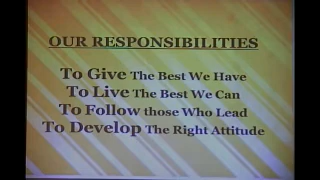 OUR RESPONSIBILITIES
To Give The Best We Have
To Live The Best We Can
To Follow those Who Lead
To Develop The Right Attitude